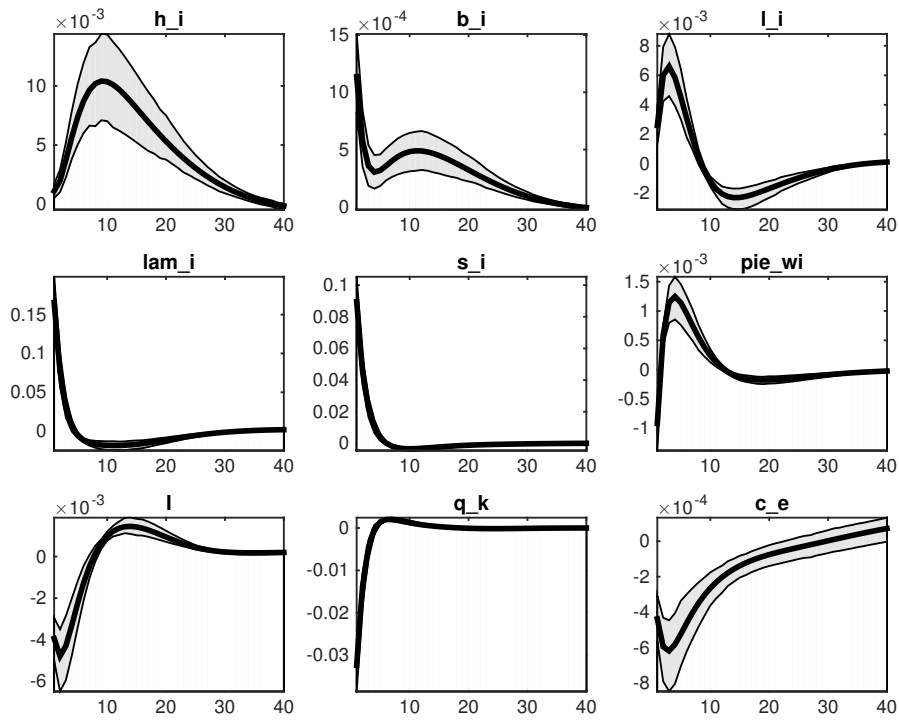 h_i b_i l_i
×10⁻³ ×10⁻⁴ ×10⁻³
10 5 0
15 10 5 0
8 6 4 2 0 -2
10 20 30 40 10 20 30 40 10 20 30 40
lam_i s_i pie_wi
×10⁻³
0.15 0.1 0.05 0
0.1 0.08 0.06 0.04 0.02 0
1.5 1 0.5 0 -0.5 -1
10 20 30 40 10 20 30 40 10 20 30 40
I q_k c_e
×10⁻³ ×10⁻⁴
0 -2 -4 -6
0 -0.01 -0.02 -0.03
0 -2 -4 -6 -8
10 20 30 40 10 20 30 40 10 20 30 40